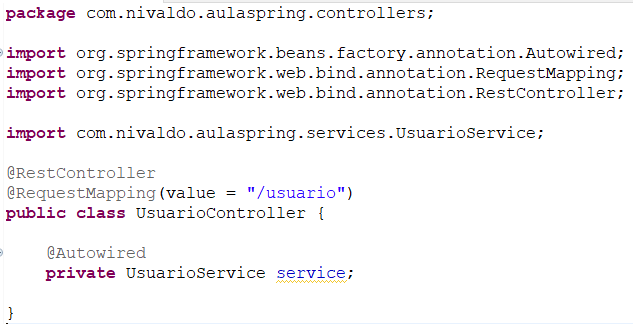 package com.nivaldo.aulaspring.controllers;
import org.springframework.beans.factory.annotation.Autowired;
import org.springframework.web.bind.annotation.RequestMapping;
import org.springframework.web.bind.annotation.RestController;
import com.nivaldo.aulaspring.services.UsuarioService;
@RestController
@RequestMapping(value = "/usuario")
public class UsuarioController {
@Autowired
private UsuarioService service;
}